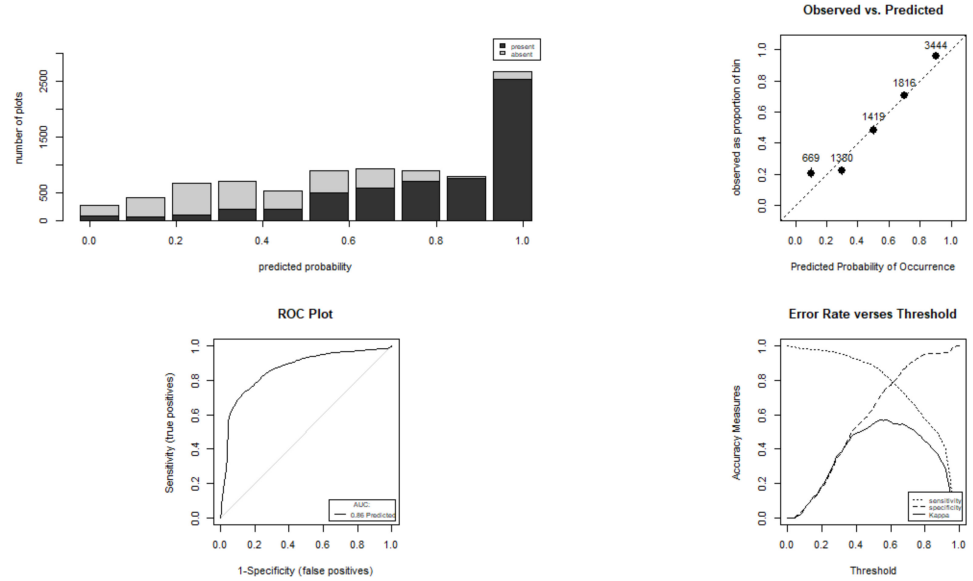 Observed vs. Predicted
present
absent
number of plots
0
500
1500
2500
0.0 0.2 0.4 0.6 0.8 1.0
predicted probability
observed as proportion of bin
0.0 0.2 0.4 0.6 0.8 1.0
669
1380
1419
1816
3444
0.0 0.2 0.4 0.6 0.8 1.0
Predicted Probability of Occurrence
ROC Plot
Sensitivity (true positives)
0.0 0.2 0.4 0.6 0.8 1.0
AUC:
0.86 Predicted
0.0 0.2 0.4 0.6 0.8 1.0
1-Specificity (false positives)
Error Rate verses Threshold
Accuracy Measures
0.0 0.2 0.4 0.6 0.8 1.0
sensitivity
specificity
Kappa
0.0 0.2 0.4 0.6 0.8 1.0
Threshold